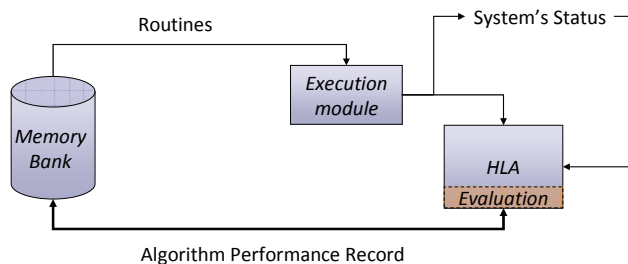 System's Status
Routines
Execution
module
Memory
Bank
HLA
Evaluation
Algorithm Performance Record